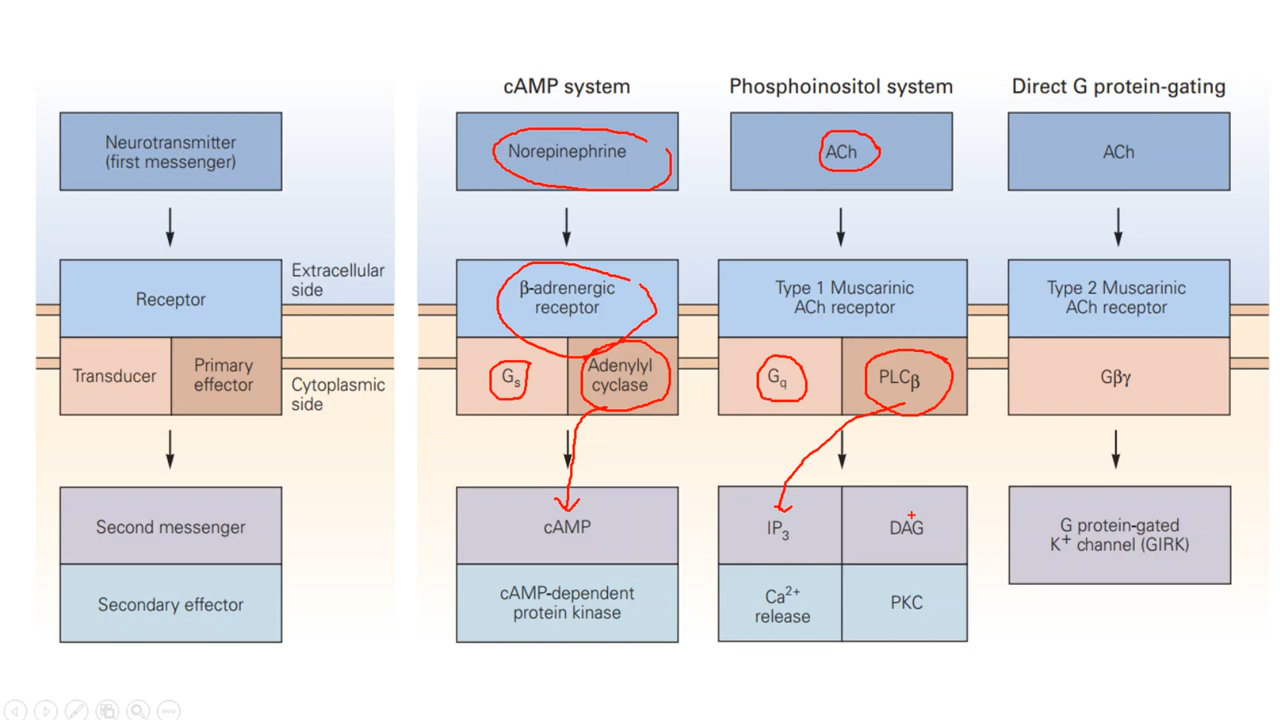 cAMP system
Phosphoinositol system
Direct G protein-gating
Neurotransmitter
(first messenger)
Norepinephrine
ACh
ACh
Receptor
Extracellular
side
β-adrenergic
receptor
Type 1 Muscarinic
ACh receptor
Type 2 Muscarinic
ACh receptor
Transducer
Primary
effector
Cytoplasmic
side
Gs
Adenylyl
cyclase
Gq
PLCβ
Gβγ
Second messenger
cAMP
IP3
DAG
G protein-gated
K+ channel (GIRK)
Secondary effector
cAMP-dependent
protein kinase
Ca2+
release
PKC